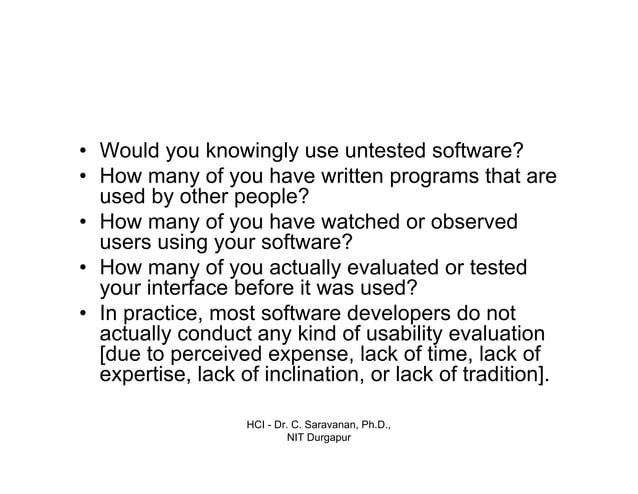 • Would you knowingly use untested software?
• How many of you have written programs that are
used by other people?
• How many of you have watched or observed
users using your software?
• How many of you actually evaluated or tested
your interface before it was used?
• In practice, most software developers do not
actually conduct any kind of usability evaluation
[due to perceived expense, lack of time, lack of
expertise, lack of inclination, or lack of tradition].
HCI - Dr. C. Saravanan, Ph.D.,
NIT Durgapur